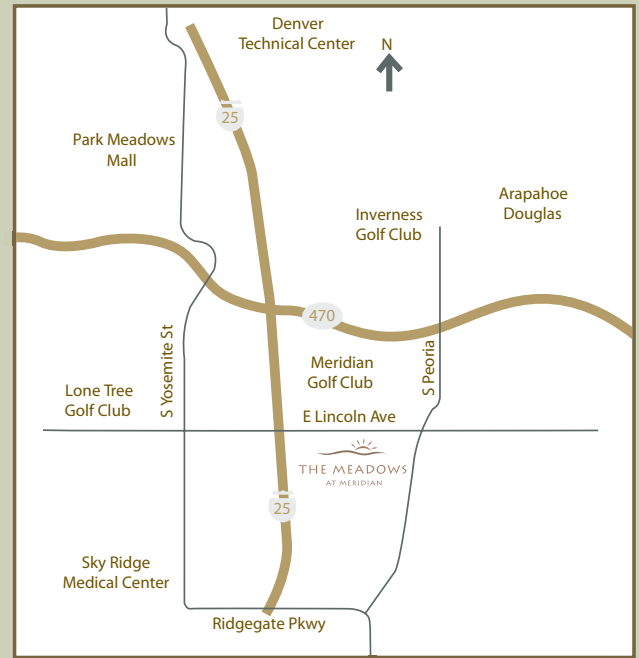 Denver
Technical Center
N
25
Park Meadows
Mall
Arapahoe
Douglas
Inverness
Golf Club
470
S Yosemite St
Meridian
Golf Club
S Peoria
Lone Tree
Golf Club
E Lincoln Ave
THE MEADOWS
AT MERIDIAN
25
Sky Ridge
Medical Center
Ridgegate Pkwy